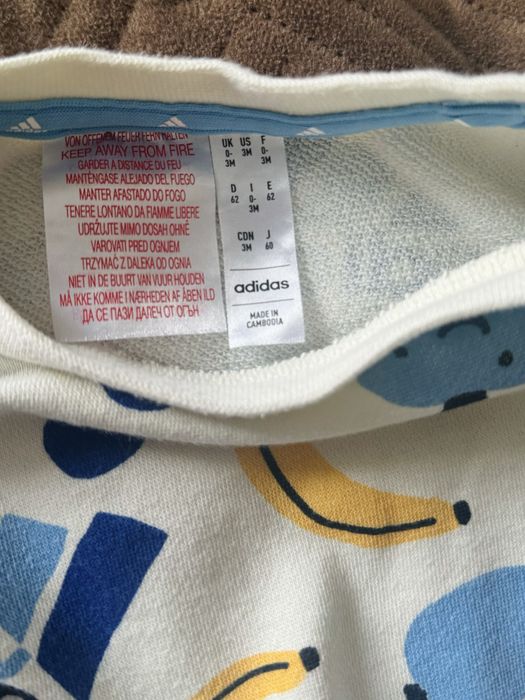 VON OFFENEM FEUER FERN HALTEN
KEEP AWAY FROM FIRE
GARDER A DISTANCE DU FEU
MANTÉNGASE ALEJADO DEL FUEGO
MANTER AFASTADO DO FOGO
TENERE LONTANO DA FIAMME LIBERE
UDRŽUJTE MIMO DOSAH OHNĚ
VAROVATI PRED OGNJEM
TRZYMAĆ Z DALEKA OD OGNIA
NIET IN DE BUURT VAN VUUR HOUDEN
MÅ IKKE KOMME I NÆRHEDEN AF ÅBEN ILD
ДА СЕ ПАЗИ ДАЛЕЧ ОТ ОГЪН
UK US F
0- 3M 0-
3M 3M
D I E
62 0- 62
3M
CDN J
3M 60
adidas
MADE IN
CAMBODIA